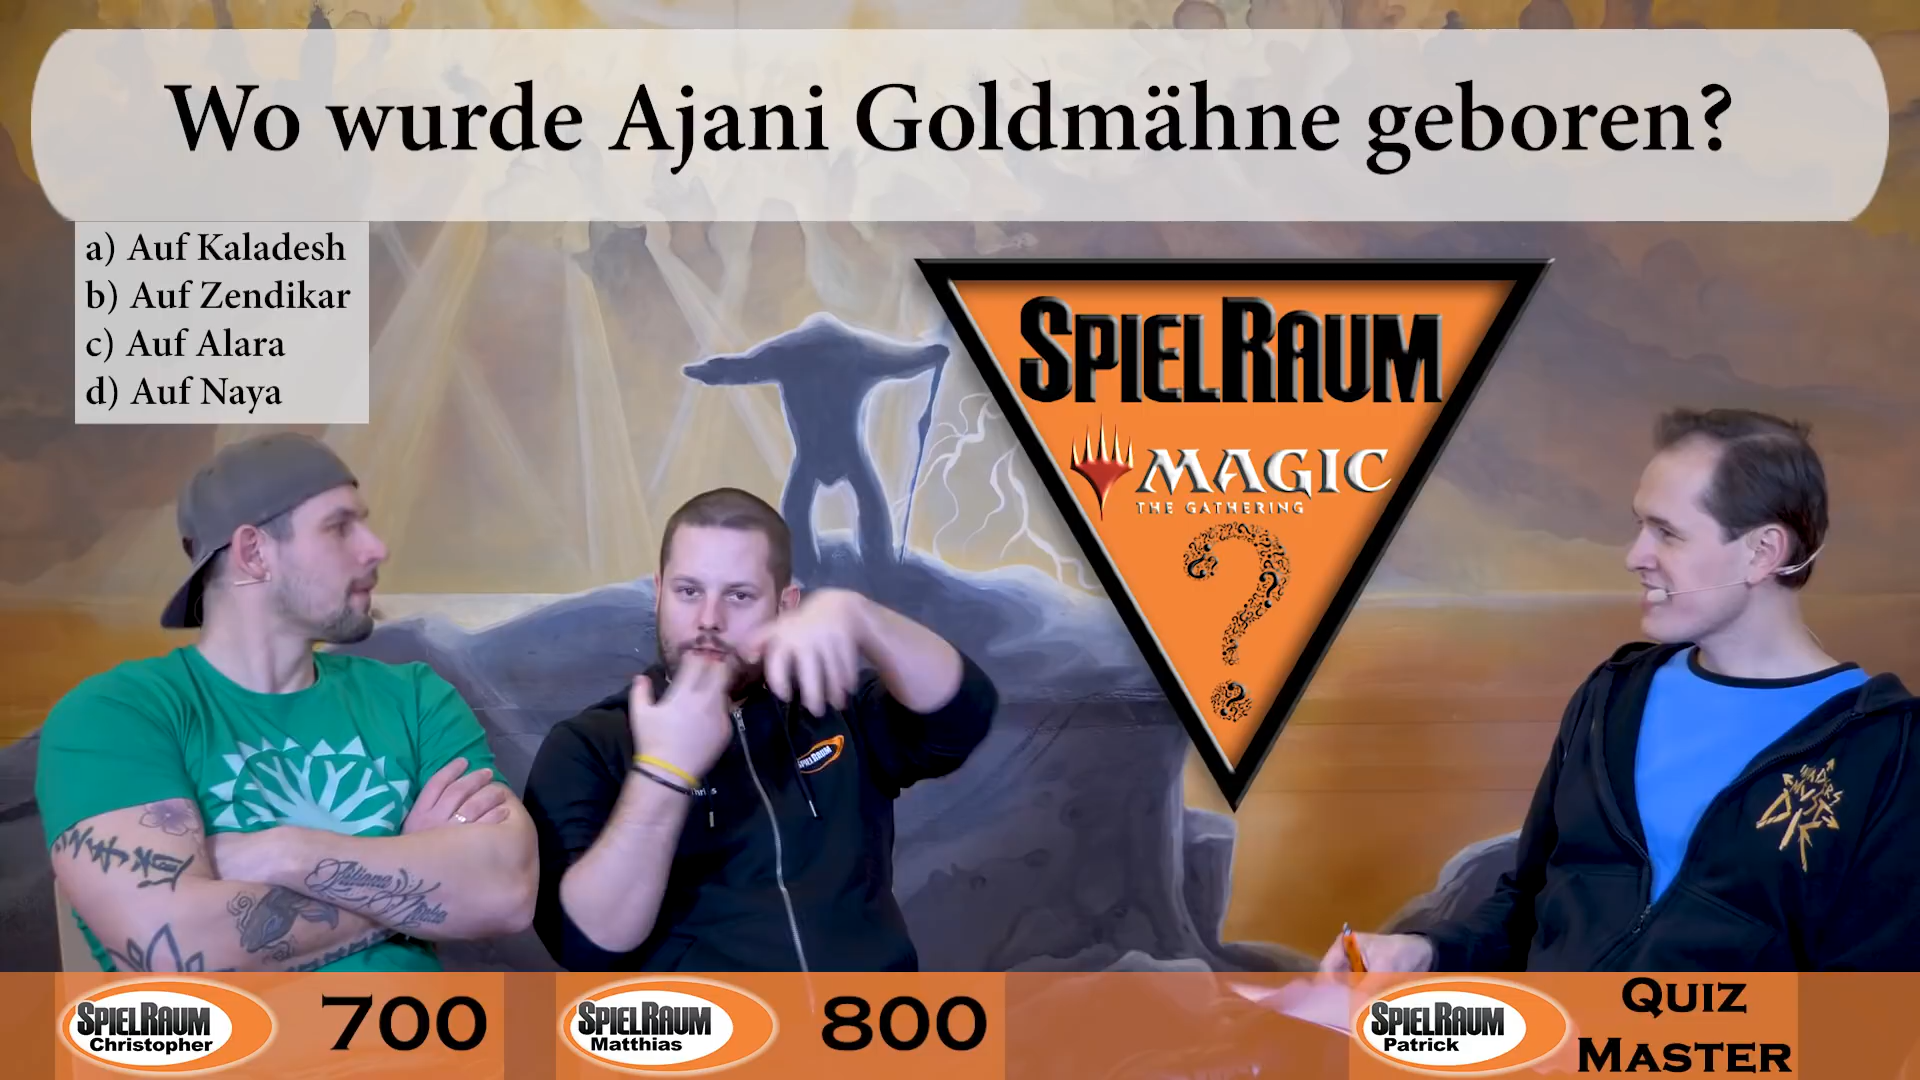 Wo wurde Ajani Goldmähne geboren?
a) Auf Kaladesh
b) Auf Zendikar
c) Auf Alara
d) Auf Naya
SPIELRAUM
MAGIC
THE GATHERING
?
SPIELRAUM
SPIELRAUM
Christopher
700
SPIELRAUM
Matthias
800
SPIELRAUM
Patrick
QUIZ
MASTER